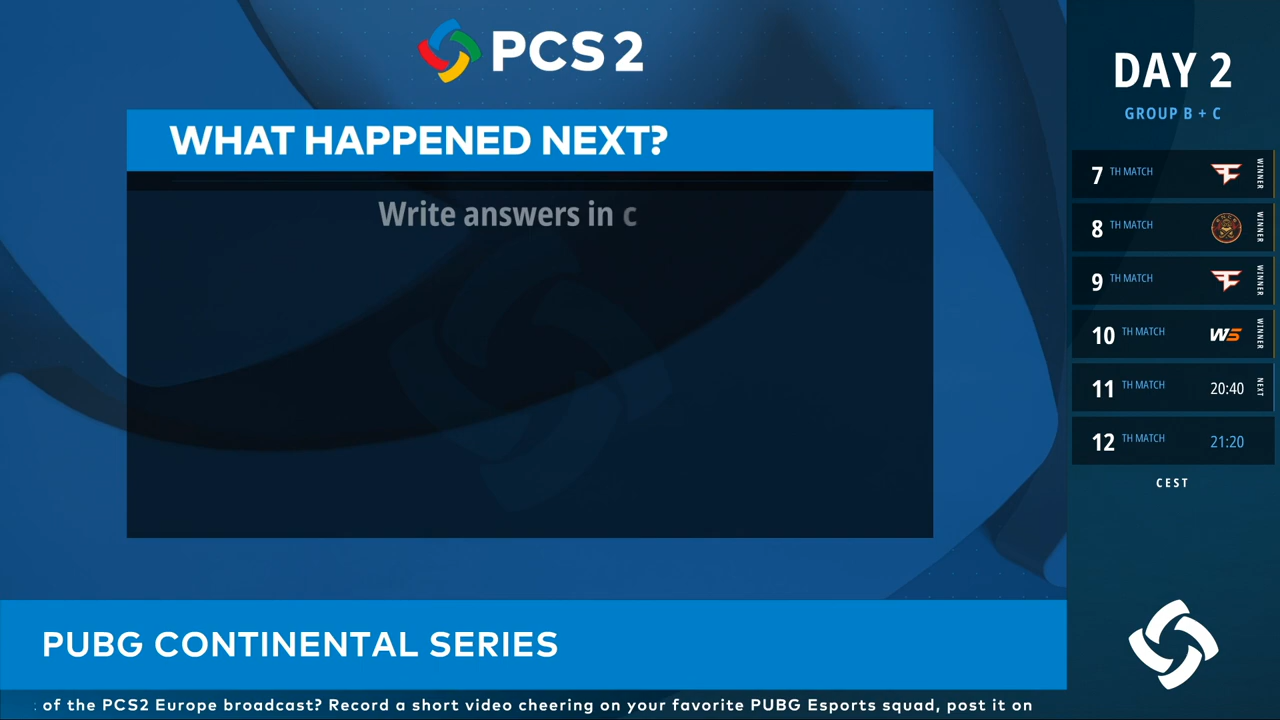 PCS 2
WHAT HAPPENED NEXT?
Write answers in c
DAY 2
GROUP B + C
7 TH MATCH WINNER
8 TH MATCH WINNER
9 TH MATCH WINNER
10 TH MATCH W5 WINNER
11 TH MATCH 20:40 NEXT
12 TH MATCH 21:20
CEST
PUBG CONTINENTAL SERIES
of the PCS2 Europe broadcast? Record a short video cheering on your favorite PUBG Esports squad, post it on